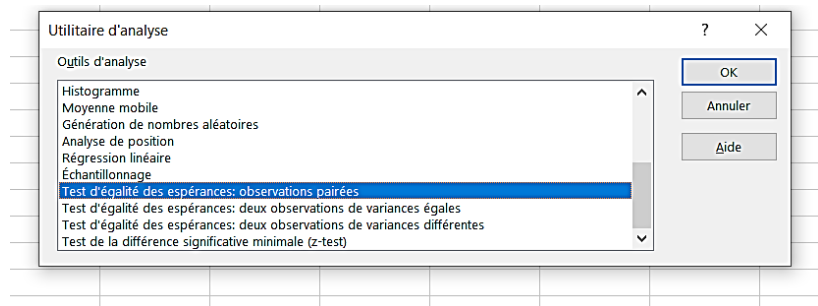 Utilitaire d'analyse ? ×
Outils d'analyse
Histogramme
Moyenne mobile
Génération de nombres aléatoires
Analyse de position
Régression linéaire
Échantillonnage
Test d'égalité des espérances: observations pairées
Test d'égalité des espérances: deux observations de variances égales
Test d'égalité des espérances: deux observations de variances différentes
Test de la différence significative minimale (z-test)
OK
Annuler
Aide